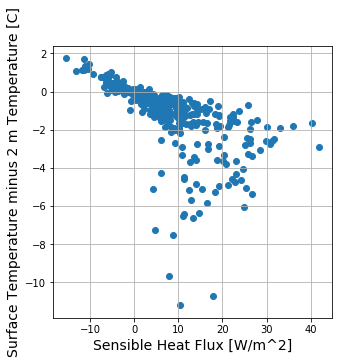 Surface Temperature minus 2 m Temperature [C]
2
0
−2
−4
−6
−8
−10
−10 0 10 20 30 40
Sensible Heat Flux [W/m^2]